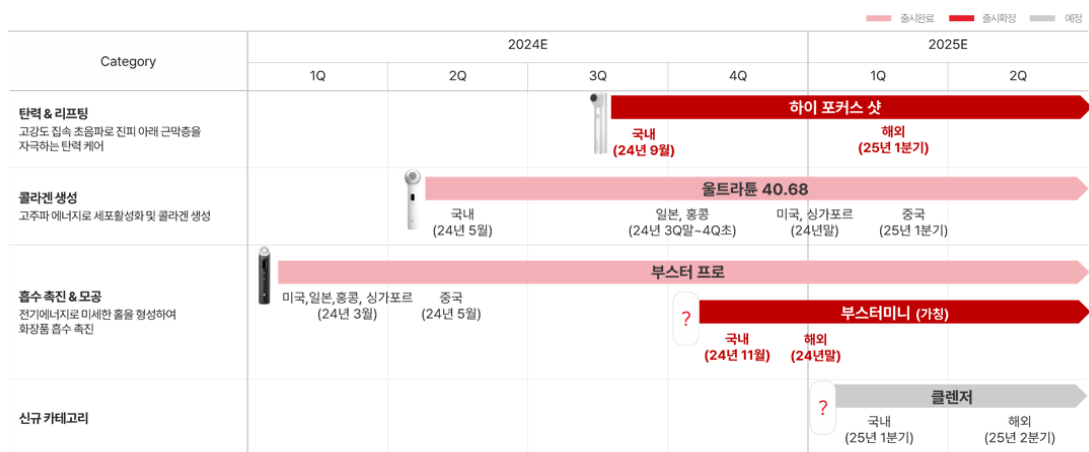 출시완료 출시확정 예정
Category 2024E 2025E
1Q 2Q 3Q 4Q 1Q 2Q
탄력 & 리프팅
고강도 집속 초음파로 진피 아래 근막층을
자극하는 탄력 케어
하이 포커스 샷
국내
(24년 9월)
해외
(25년 1분기)
콜라겐 생성
고주파 에너지로 세포활성화 및 콜라겐 생성
울트라튠 40.68
국내
(24년 5월)
일본, 홍콩
(24년 3Q말~4Q초)
미국, 싱가포르
(24년말)
중국
(25년 1분기)
흡수 촉진 & 모공
전기에너지로 미세한 홀을 형성하여
화장품 흡수 촉진
부스터 프로
미국,일본,홍콩, 싱가포르
(24년 3월)
중국
(24년 5월)
?
부스터미니 (가칭)
국내
(24년 11월)
해외
(24년말)
신규 카테고리
?
클렌저
국내
(25년 1분기)
해외
(25년 2분기)